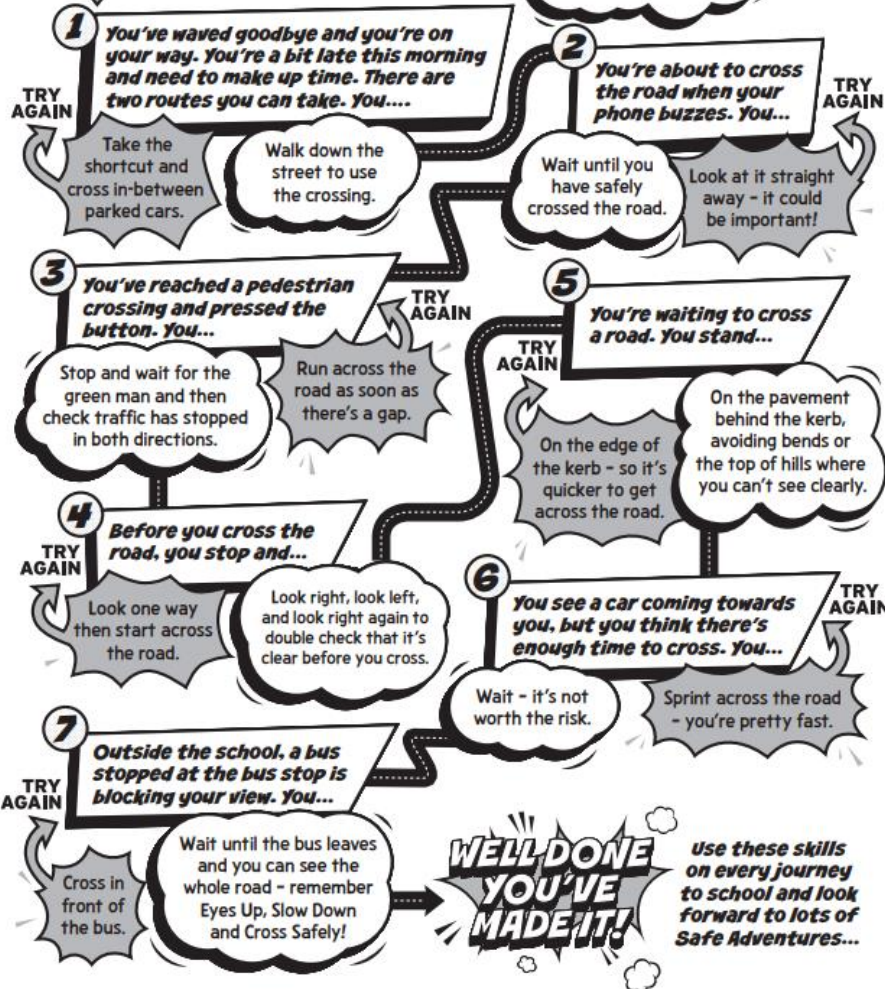 1
You've waved goodbye and you're on
your way. You're a bit late this morning
and need to make up time. There are
two routes you can take. You....
TRY
AGAIN
Take the
shortcut and
cross in-between
parked cars.
Walk down the
street to use
the crossing.
2
You're about to cross
the road when your
phone buzzes. You...
TRY
AGAIN
Wait until you
have safely
crossed the road.
Look at it straight
away - it could
be important!
3
You've reached a pedestrian
crossing and pressed the
button. You...
TRY
AGAIN
Stop and wait for the
green man and then
check traffic has stopped
in both directions.
Run across the
road as soon as
there's a gap.
4
Before you cross the
road, you stop and...
TRY
AGAIN
Look one way
then start across
the road.
Look right, look left,
and look right again to
double check that it's
clear before you cross.
5
You're waiting to cross
a road. You stand...
TRY
AGAIN
On the edge of
the kerb - so it's
quicker to get
across the road.
On the pavement
behind the kerb,
avoiding bends or
the top of hills where
you can't see clearly.
6
You see a car coming towards
you, but you think there's
enough time to cross. You...
TRY
AGAIN
Wait - it's not
worth the risk.
Sprint across the road
- you're pretty fast.
7
Outside the school, a bus
stopped at the bus stop is
blocking your view. You...
TRY
AGAIN
Cross in
front of
the bus.
Wait until the bus leaves
and you can see the
whole road - remember
Eyes Up, Slow Down
and Cross Safely!
WELL DONE
YOU'VE
MADE IT!
Use these skills
on every journey
to school and look
forward to lots of
Safe Adventures...